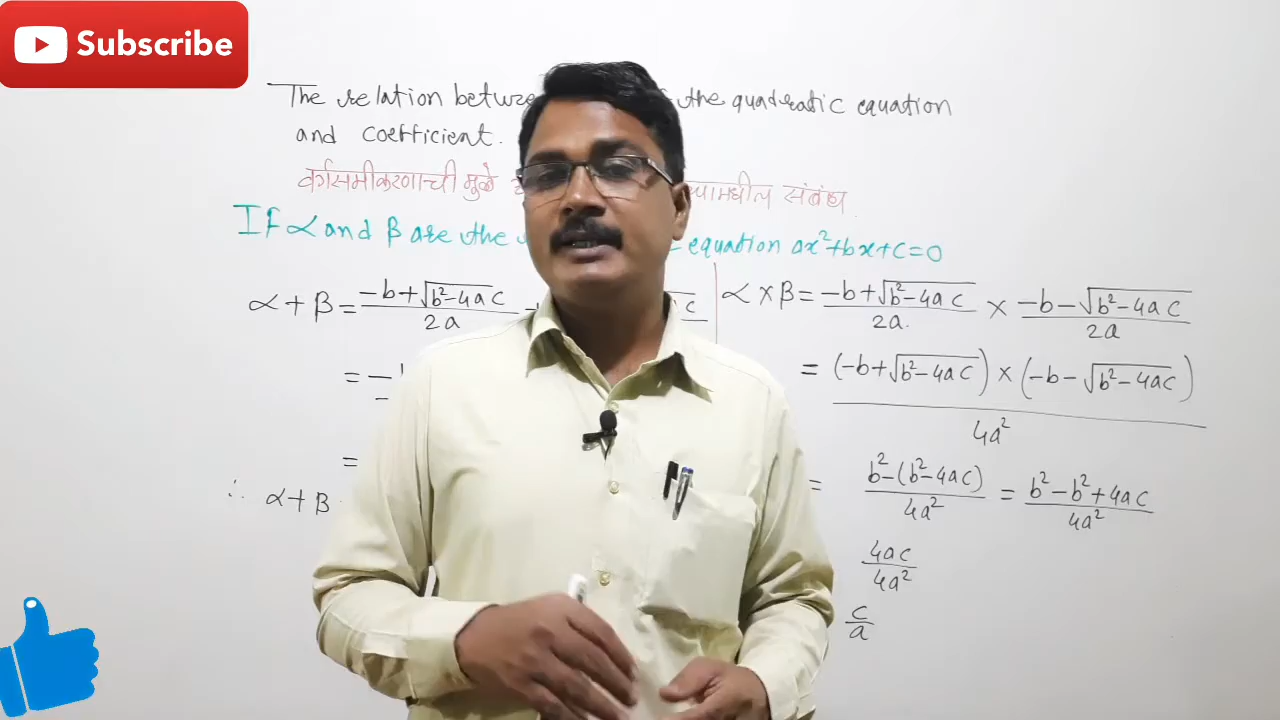 Subscribe
The relation the quadratic equation
and coefficient.
वर्गसमीकरणाची मुळे संबंध.
If α and β are the equation ax²+bx+c=0
α+β = (-b+√(b²-4ac))/2a
α×β = (-b+√(b²-4ac))/2a × (-b-√(b²-4ac))/2a
= ((-b+√(b²-4ac))×(-b-√(b²-4ac)))/4a²
= (b²-(b²-4ac))/4a² = (b²-b²+4ac)/4a²
∴ α+β
4ac/4a²
c/a